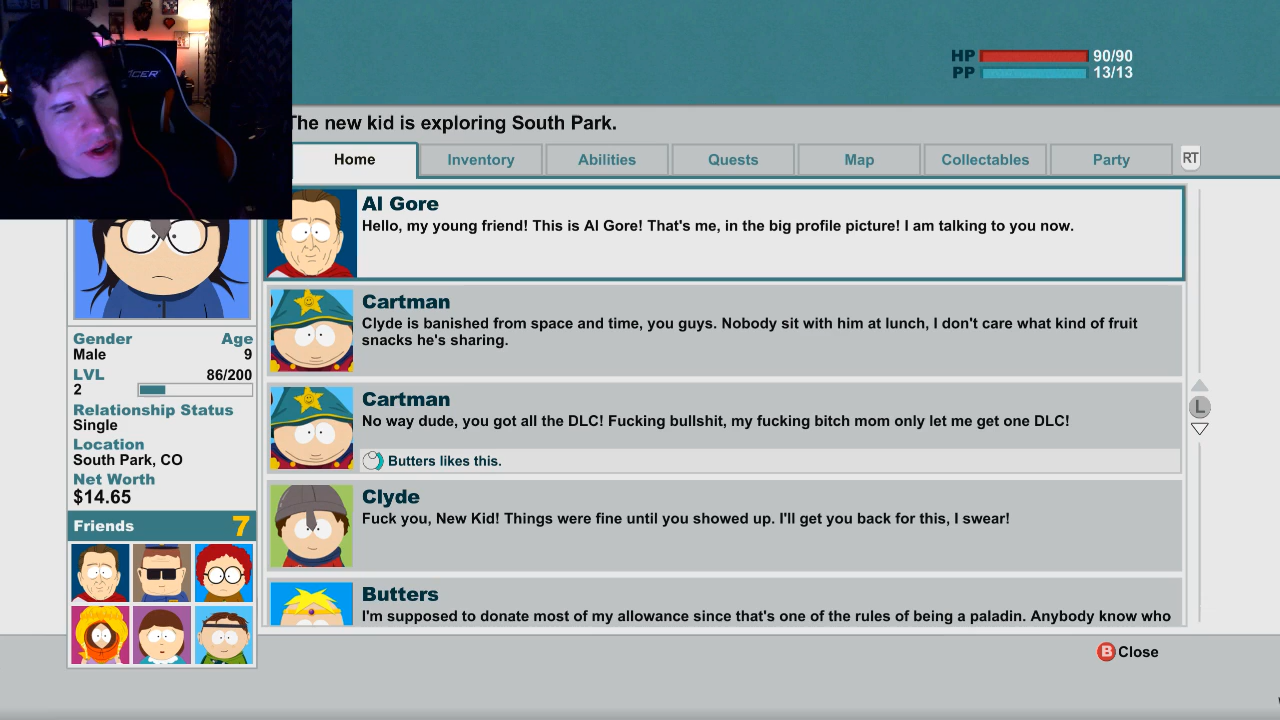 ACER
HP 90/90
PP 13/13
The new kid is exploring South Park.
Home
Inventory
Abilities
Quests
Map
Collectables
Party
RT
Al Gore
Hello, my young friend! This is Al Gore! That's me, in the big profile picture! I am talking to you now.
Cartman
Clyde is banished from space and time, you guys. Nobody sit with him at lunch, I don't care what kind of fruit
snacks he's sharing.
Cartman
No way dude, you got all the DLC! Fucking bullshit, my fucking bitch mom only let me get one DLC!
Butters likes this.
Clyde
Fuck you, New Kid! Things were fine until you showed up. I'll get you back for this, I swear!
Butters
I'm supposed to donate most of my allowance since that's one of the rules of being a paladin. Anybody know who
Gender Age
Male 9
LVL 86/200
2
Relationship Status
Single
Location
South Park, CO
Net Worth
$14.65
Friends 7
L
B Close